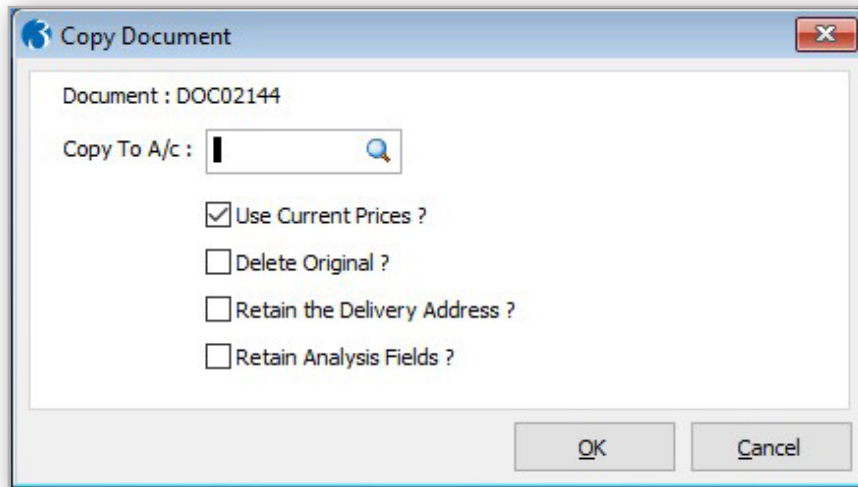 Copy Document
Document : DOC02144
Copy To A/c :
Use Current Prices ?
Delete Original ?
Retain the Delivery Address ?
Retain Analysis Fields ?
OK Cancel